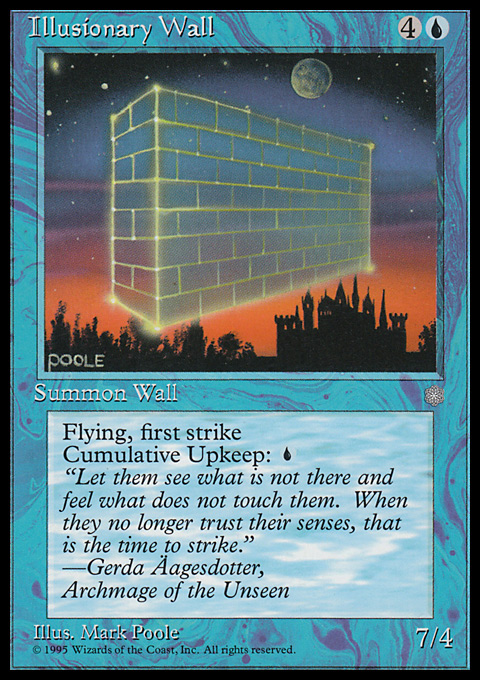 Illusionary Wall 4
POOLE
Summon Wall
Flying, first strike
Cumulative Upkeep:
"Let them see what is not there and
feel what does not touch them. When
they no longer trust their senses, that
is the time to strike."
—Gerda Äagesdotter,
Archmage of the Unseen
Illus. Mark Poole
7/4
© 1995 Wizards of the Coast, Inc. All rights reserved.